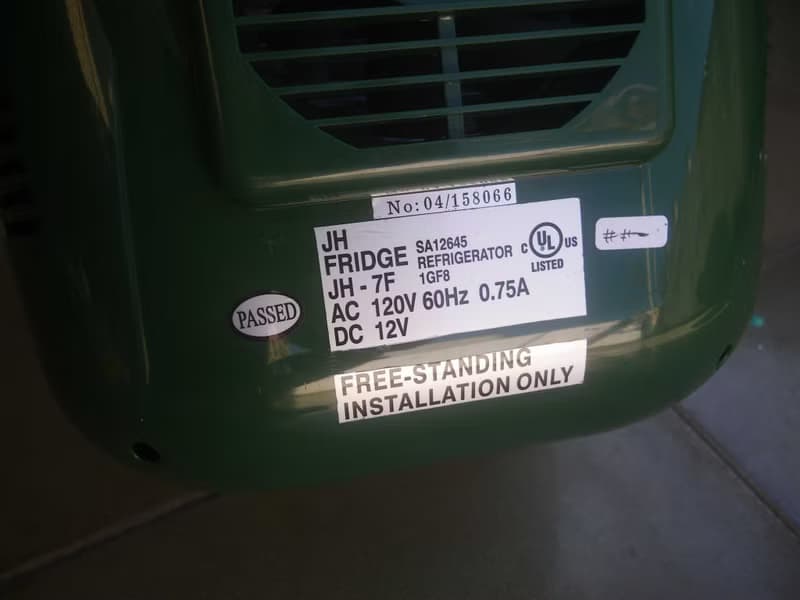 No: 04/158066
JH
FRIDGE
JH - 7F
SA12645
REFRIGERATOR
1GF8
C UL US
LISTED
AC 120V 60Hz 0.75A
DC 12V
PASSED
FREE-STANDING
INSTALLATION ONLY